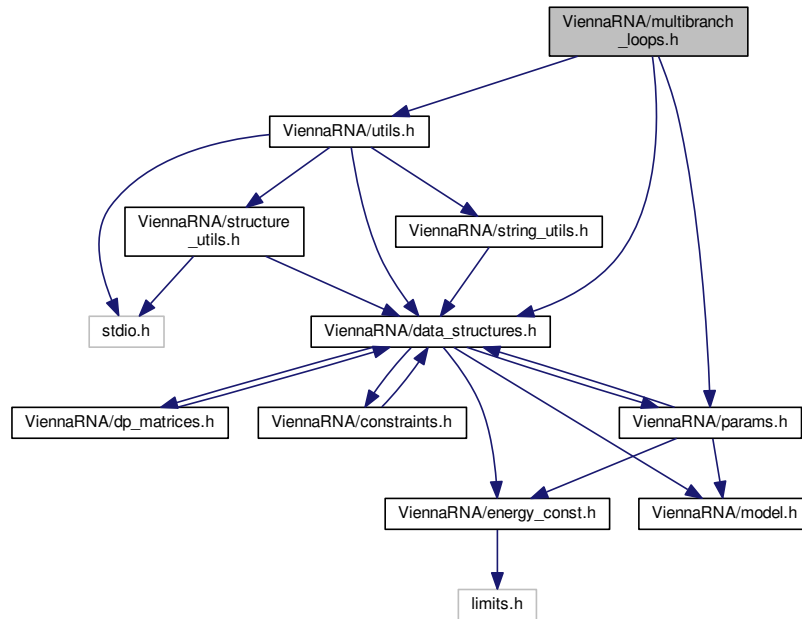 ViennaRNA/multibranch
_loops.h
ViennaRNA/utils.h
ViennaRNA/structure
_utils.h
ViennaRNA/string_utils.h
stdio.h
ViennaRNA/data_structures.h
ViennaRNA/dp_matrices.h
ViennaRNA/constraints.h
ViennaRNA/params.h
ViennaRNA/energy_const.h
ViennaRNA/model.h
limits.h